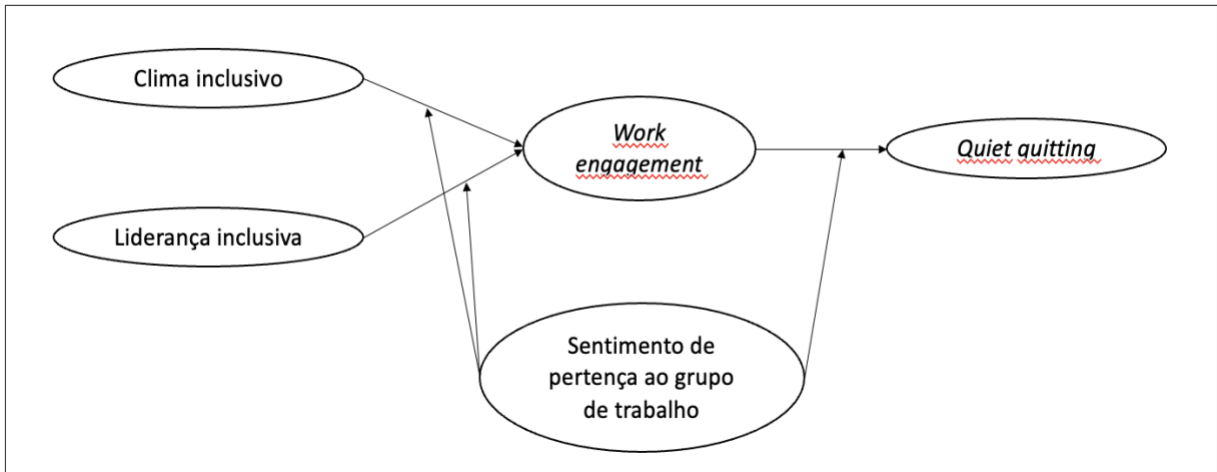 Clima inclusivo
Work
engagement
Quiet quitting
Liderança inclusiva
Sentimento de
pertença ao grupo
de trabalho